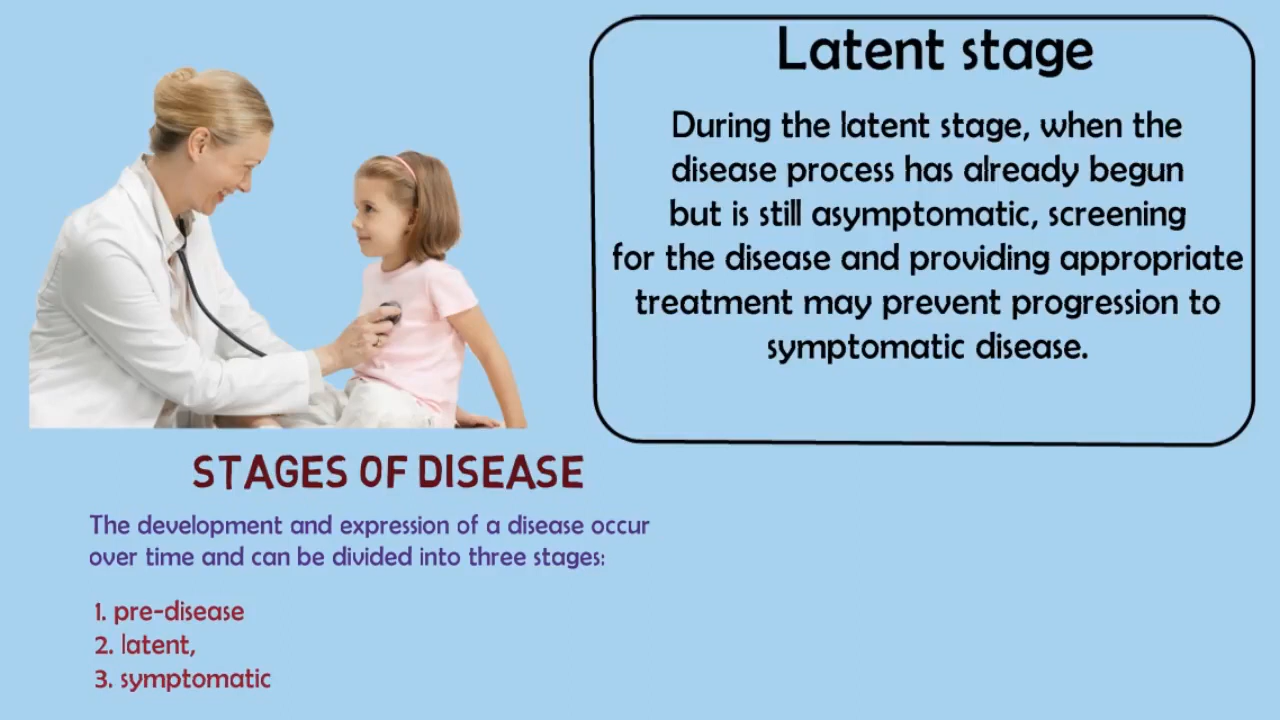 Latent stage
During the latent stage, when the
disease process has already begun
but is still asymptomatic, screening
for the disease and providing appropriate
treatment may prevent progression to
symptomatic disease.
STAGES OF DISEASE
The development and expression of a disease occur
over time and can be divided into three stages:
1. pre-disease
2. latent,
3. symptomatic